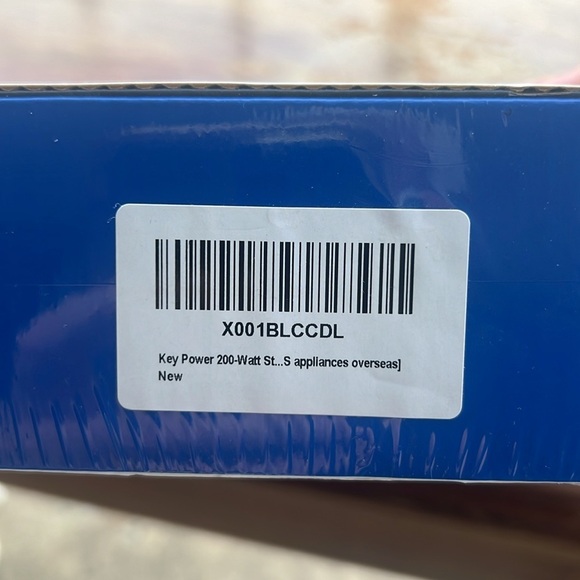 X001BLCCDL
Key Power 200-Watt St...S appliances overseas]
New